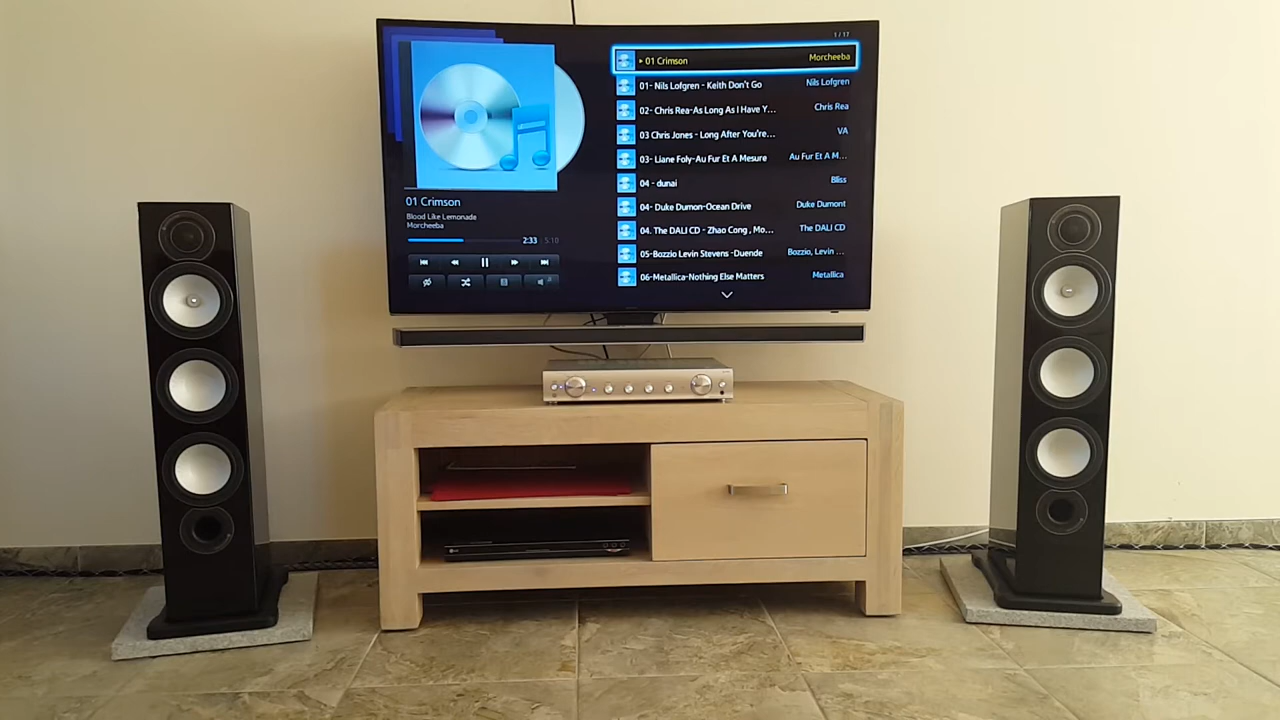 1 / 17
01 Crimson
Blood Like Lemonade
Morcheeba
2:33 / 5:10
01 Crimson Morcheeba
01- Nils Lofgren - Keith Don't Go Nils Lofgren
02- Chris Rea-As Long As I Have Y... Chris Rea
03 Chris Jones - Long After You're... VA
03- Liane Foly-Au Fur Et A Mesure Au Fur Et A M...
04 - dunai Bliss
04- Duke Dumon-Ocean Drive Duke Dumont
04. The DALI CD - Zhao Cong , Mo... The DALI CD
05-Bozzio Levin Stevens -Duende Bozzio, Levin ...
06-Metallica-Nothing Else Matters Metallica
LG